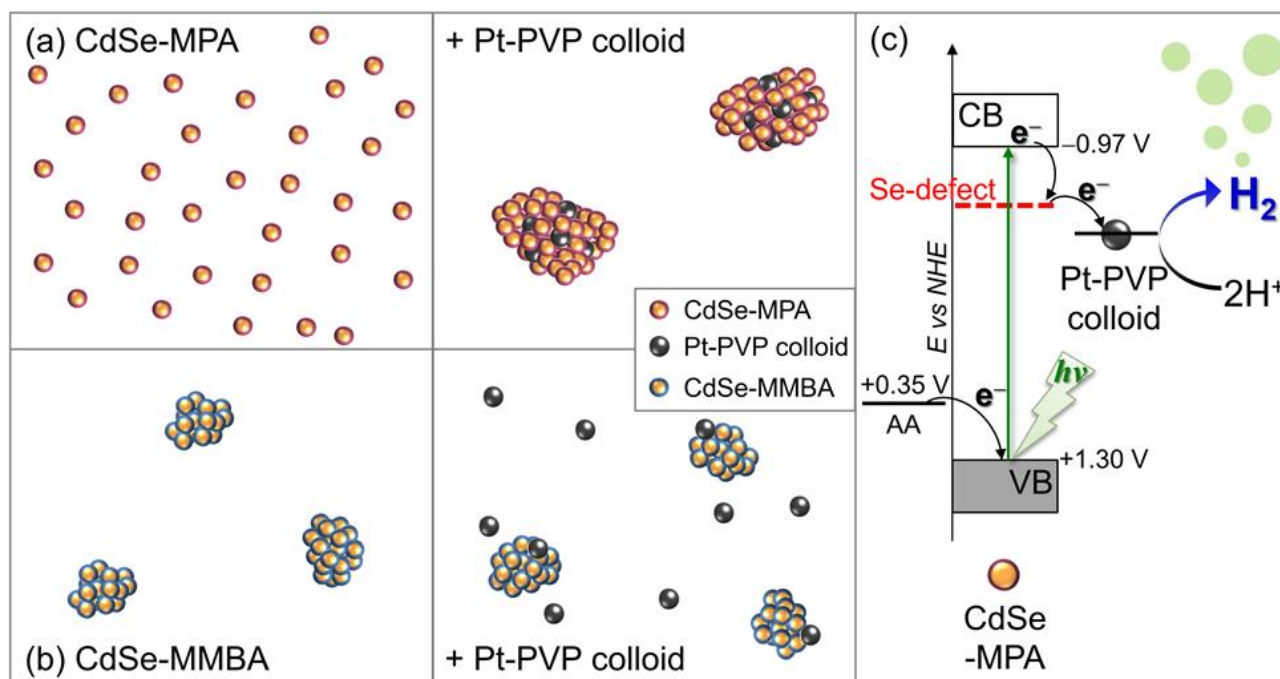 (a) CdSe-MPA
+ Pt-PVP colloid
CdSe-MPA
Pt-PVP colloid
CdSe-MMBA
(b) CdSe-MMBA
+ Pt-PVP colloid
(c)
CB
e⁻
−0.97 V
Se-defect
e⁻
H₂
E vs NHE
Pt-PVP
colloid
2H⁺
hν
+0.35 V
e⁻
AA
+1.30 V
VB
CdSe
-MPA